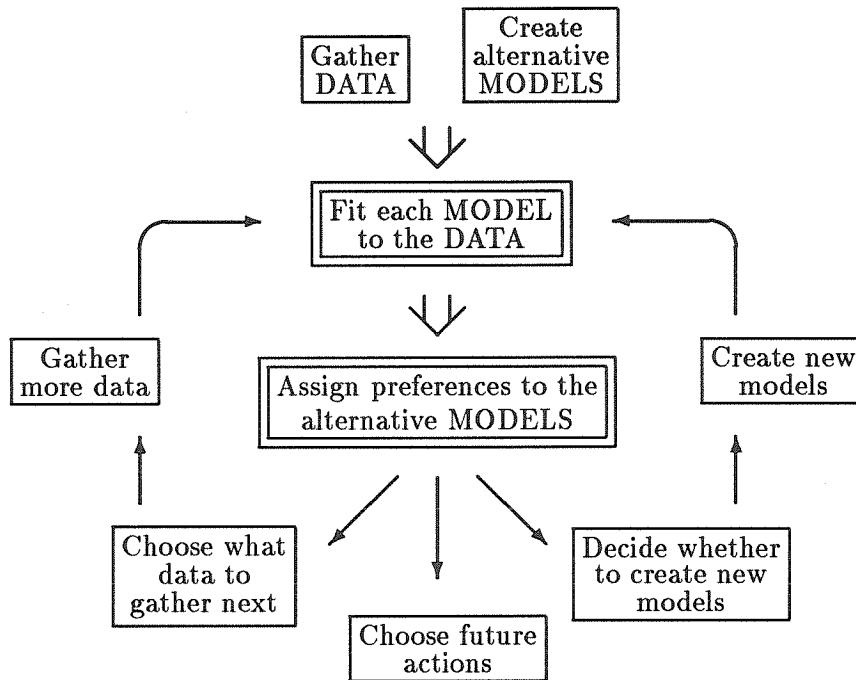 Gather
DATA
Create
alternative
MODELS
Fit each MODEL
to the DATA
Gather
more data
Assign preferences to the
alternative MODELS
Create new
models
Choose what
data to
gather next
Choose future
actions
Decide whether
to create new
models